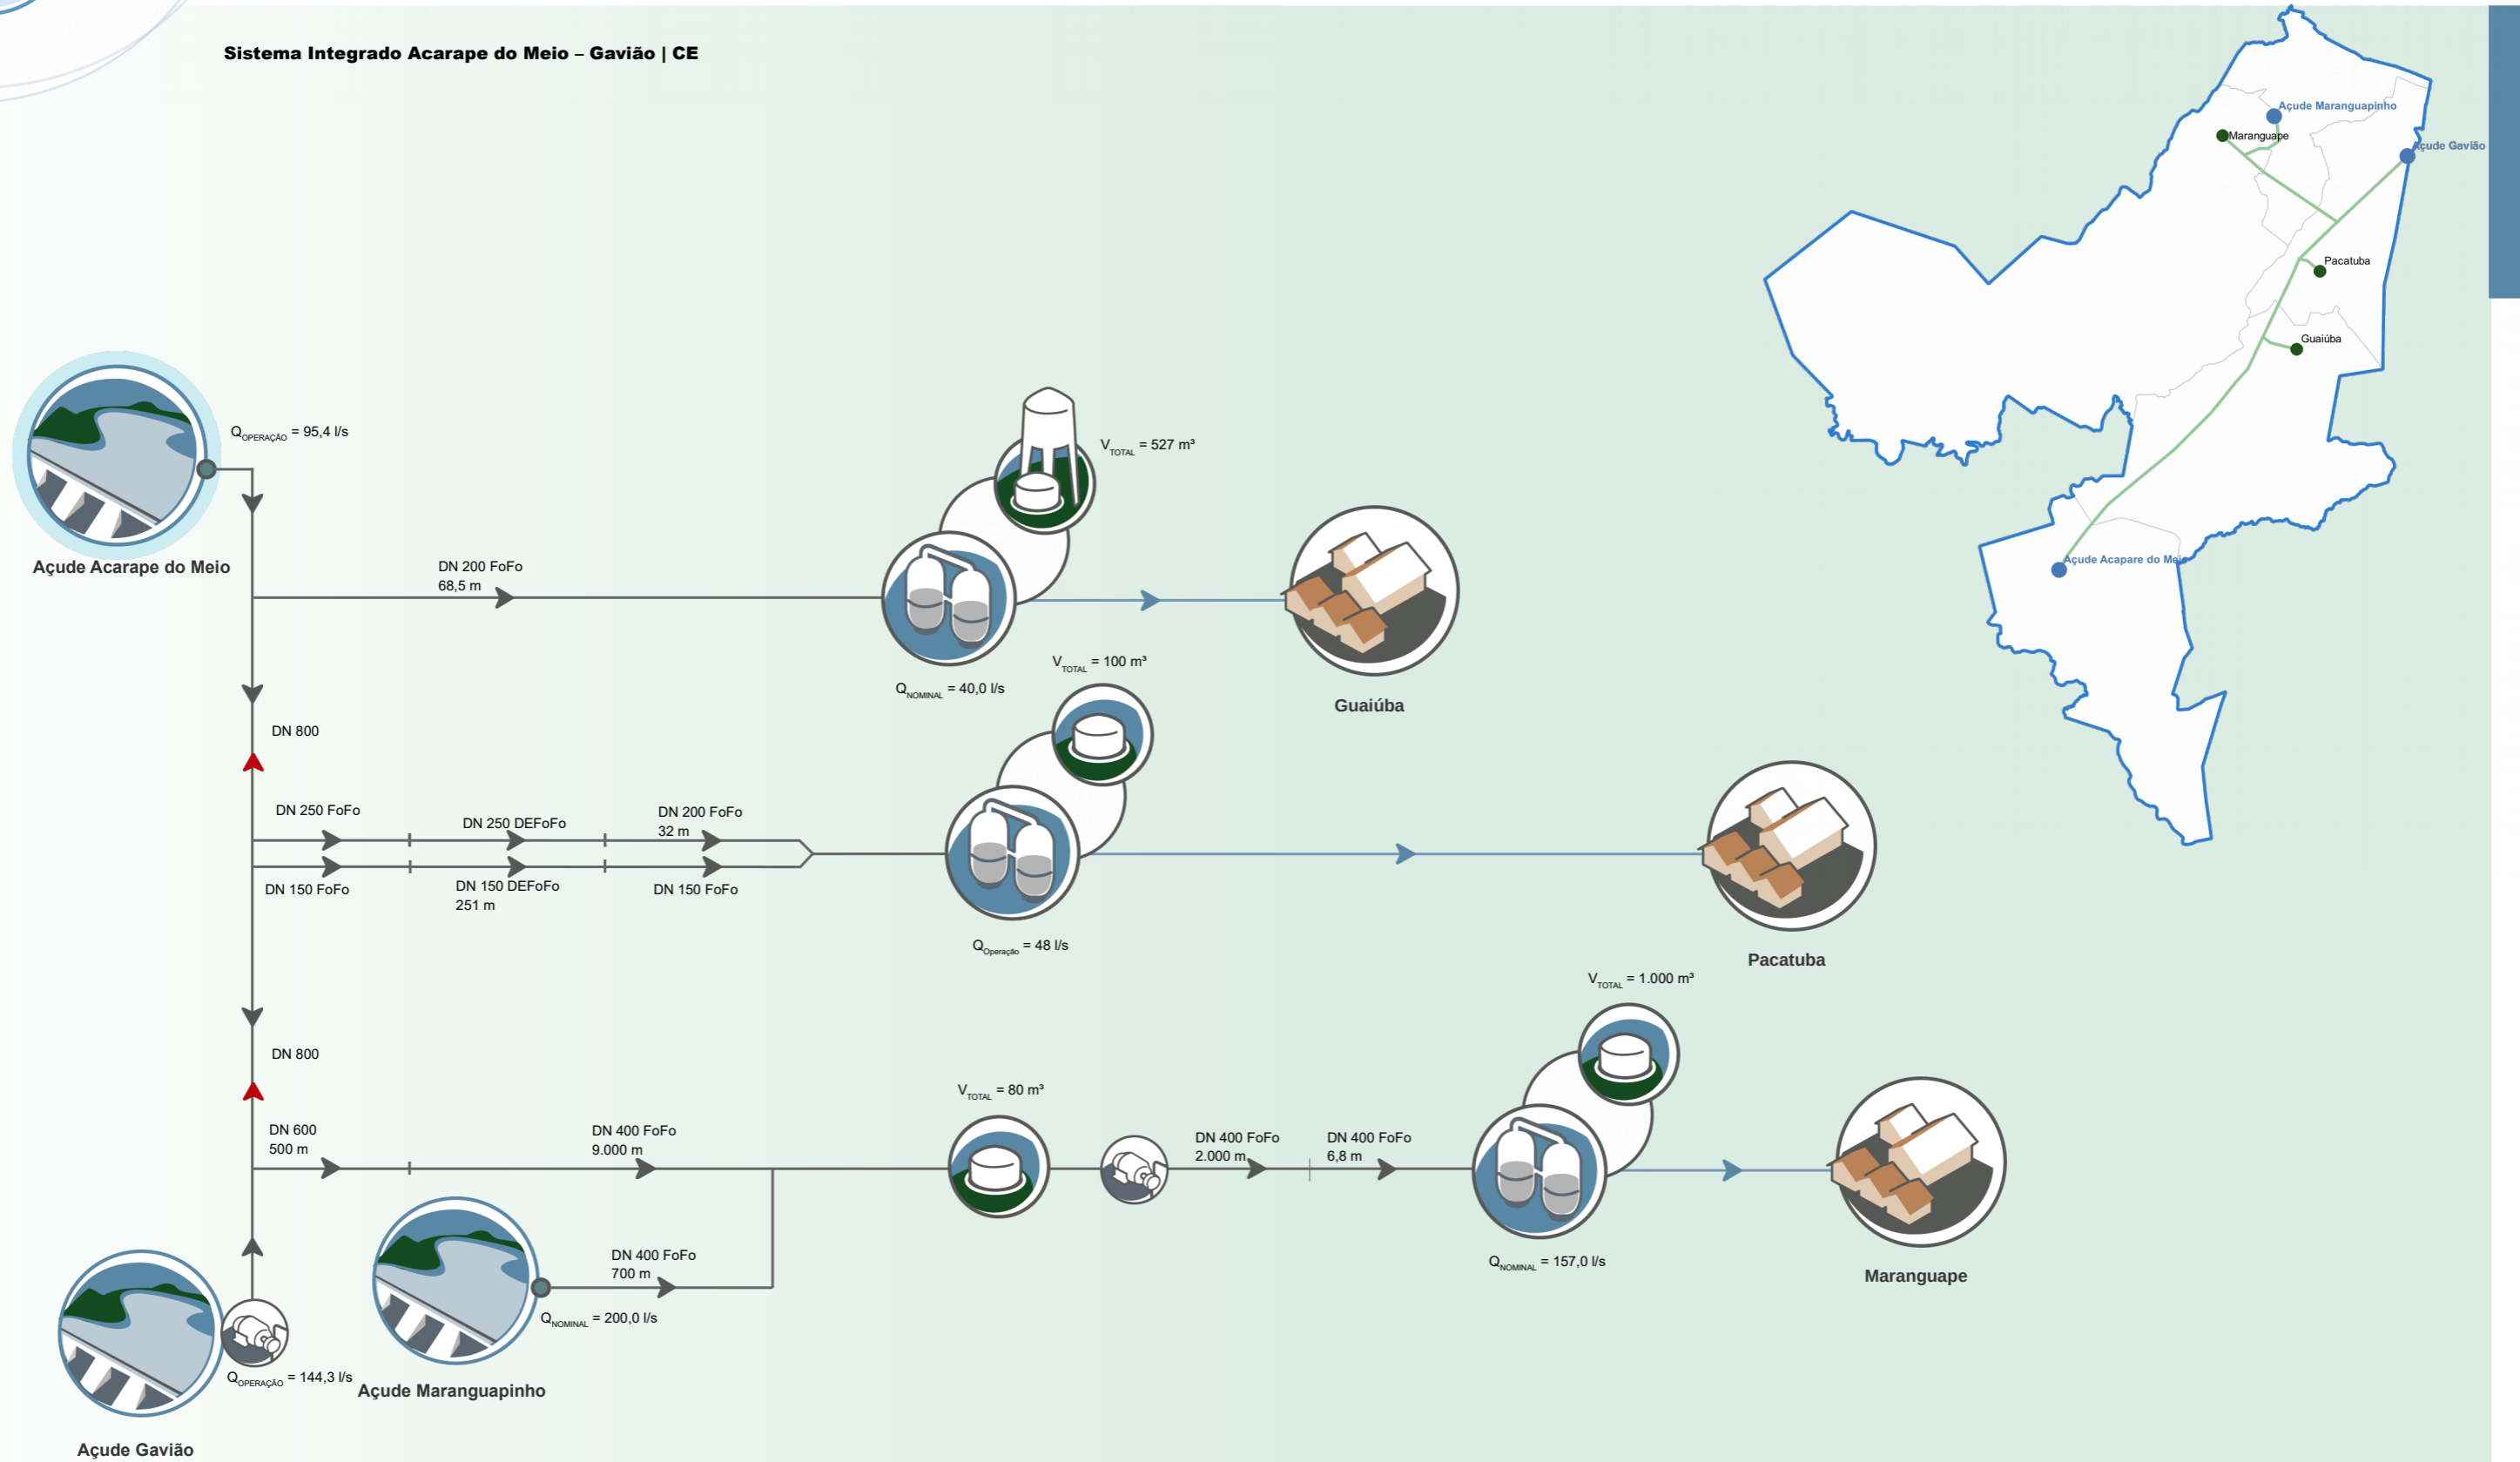 Sistema Integrado Acarape do Meio – Gavião | CE
Açude Maranguapinho
Maranguape
Açude Gavião
Pacatuba
Guaiúba
Açude Acapare do Meio
QOPERAÇÃO = 95,4 l/s
Açude Acarape do Meio
DN 200 FoFo
68,5 m
VTOTAL = 527 m³
QNOMINAL = 40,0 l/s
Guaiúba
DN 800
VTOTAL = 100 m³
DN 250 FoFo
DN 250 DEFoFo
DN 200 FoFo
32 m
DN 150 FoFo
DN 150 DEFoFo
251 m
DN 150 FoFo
QOperação = 48 l/s
Pacatuba
DN 800
VTOTAL = 1.000 m³
DN 600
500 m
DN 400 FoFo
9.000 m
VTOTAL = 80 m³
DN 400 FoFo
2.000 m
DN 400 FoFo
6,8 m
QNOMINAL = 157,0 l/s
Maranguape
DN 400 FoFo
700 m
QNOMINAL = 200,0 l/s
Açude Maranguapinho
QOPERAÇÃO = 144,3 l/s
Açude Gavião